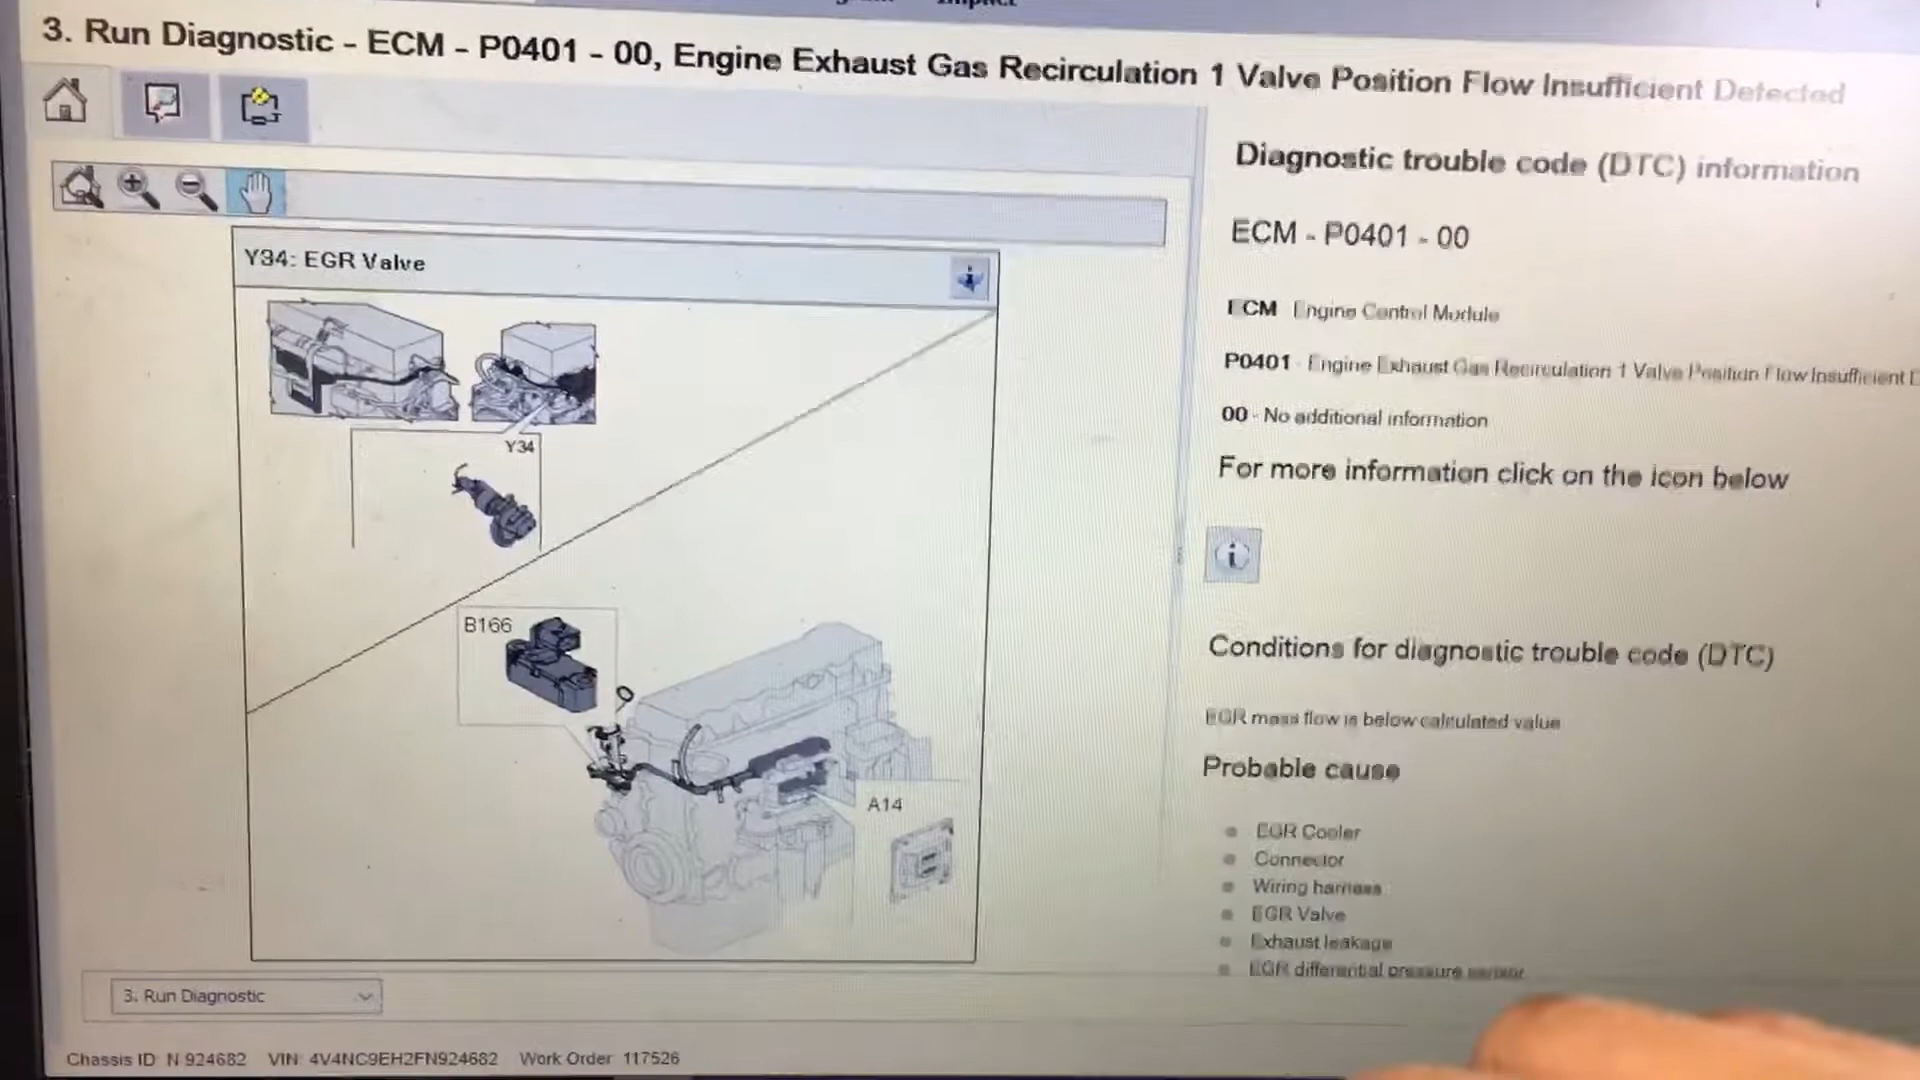 3. Run Diagnostic - ECM - P0401 - 00, Engine Exhaust Gas Recirculation 1 Valve Position Flow Insufficient Detected
Y34: EGR Valve
Y34
B166
A14
3. Run Diagnostic
Chassis ID N 924682 VIN 4V4NC9EH2FN924682 Work Order 117526
Diagnostic trouble code (DTC) information
ECM - P0401 - 00
ECM Engine Control Module
P0401 - Engine Exhaust Gas Recirculation 1 Valve Position Flow Insufficient D
00 - No additional information
For more information click on the icon below
Conditions for diagnostic trouble code (DTC)
EGR mass flow is below calculated value
Probable cause
EGR Cooler
Connector
Wiring harness
EGR Valve
Exhaust leakage
EGR differential pressure sensor